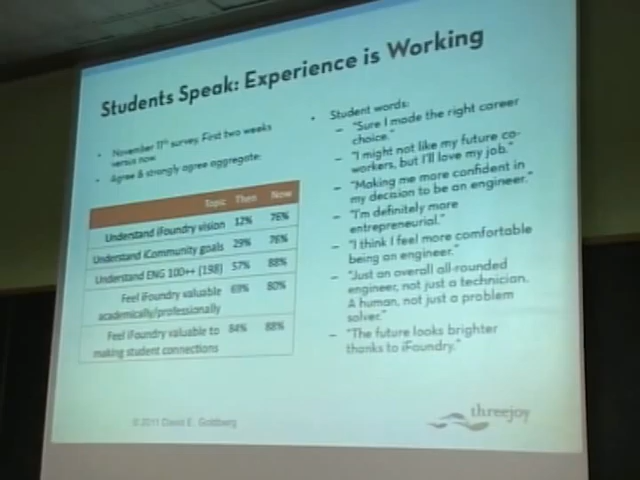 Students Speak: Experience is Working
• November 11th survey. First two weeks
versus now
• Agree & strongly agree aggregate:
Topic Then Now
Understand iFoundry vision 12% 76%
Understand iCommunity goals 29% 76%
Understand ENG 100++ (198) 57% 88%
Feel iFoundry valuable
academically/professionally 69% 80%
Feel iFoundry valuable to
making student connections 84% 88%
• Student words:
– "Sure I made the right career
choice."
– "I might not like my future co-
workers, but I'll love my job."
– "Making me more confident in
my decision to be an engineer."
– "I'm definitely more
entrepreneurial."
– "I think I feel more comfortable
being an engineer."
– "Just an overall all-rounded
engineer, not just a technician.
A human, not just a problem
solver."
– "The future looks brighter
thanks to iFoundry."
© 2011 David E. Goldberg
threejoy